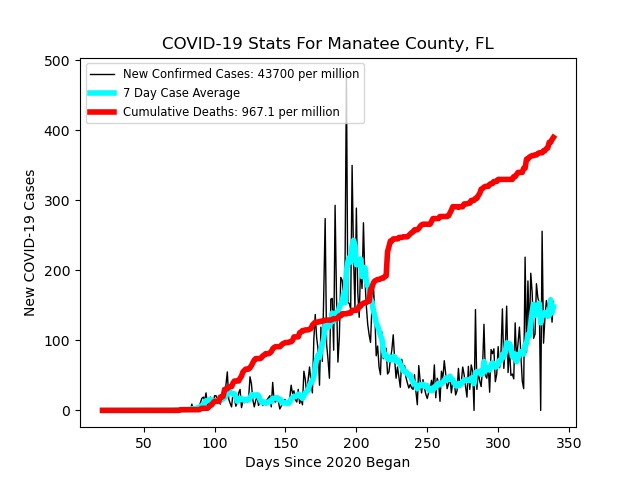 COVID-19 Stats For Manatee County, FL
New Confirmed Cases: 43700 per million
7 Day Case Average
Cumulative Deaths: 967.1 per million
New COVID-19 Cases
500
400
300
200
100
0
50 100 150 200 250 300 350
Days Since 2020 Began